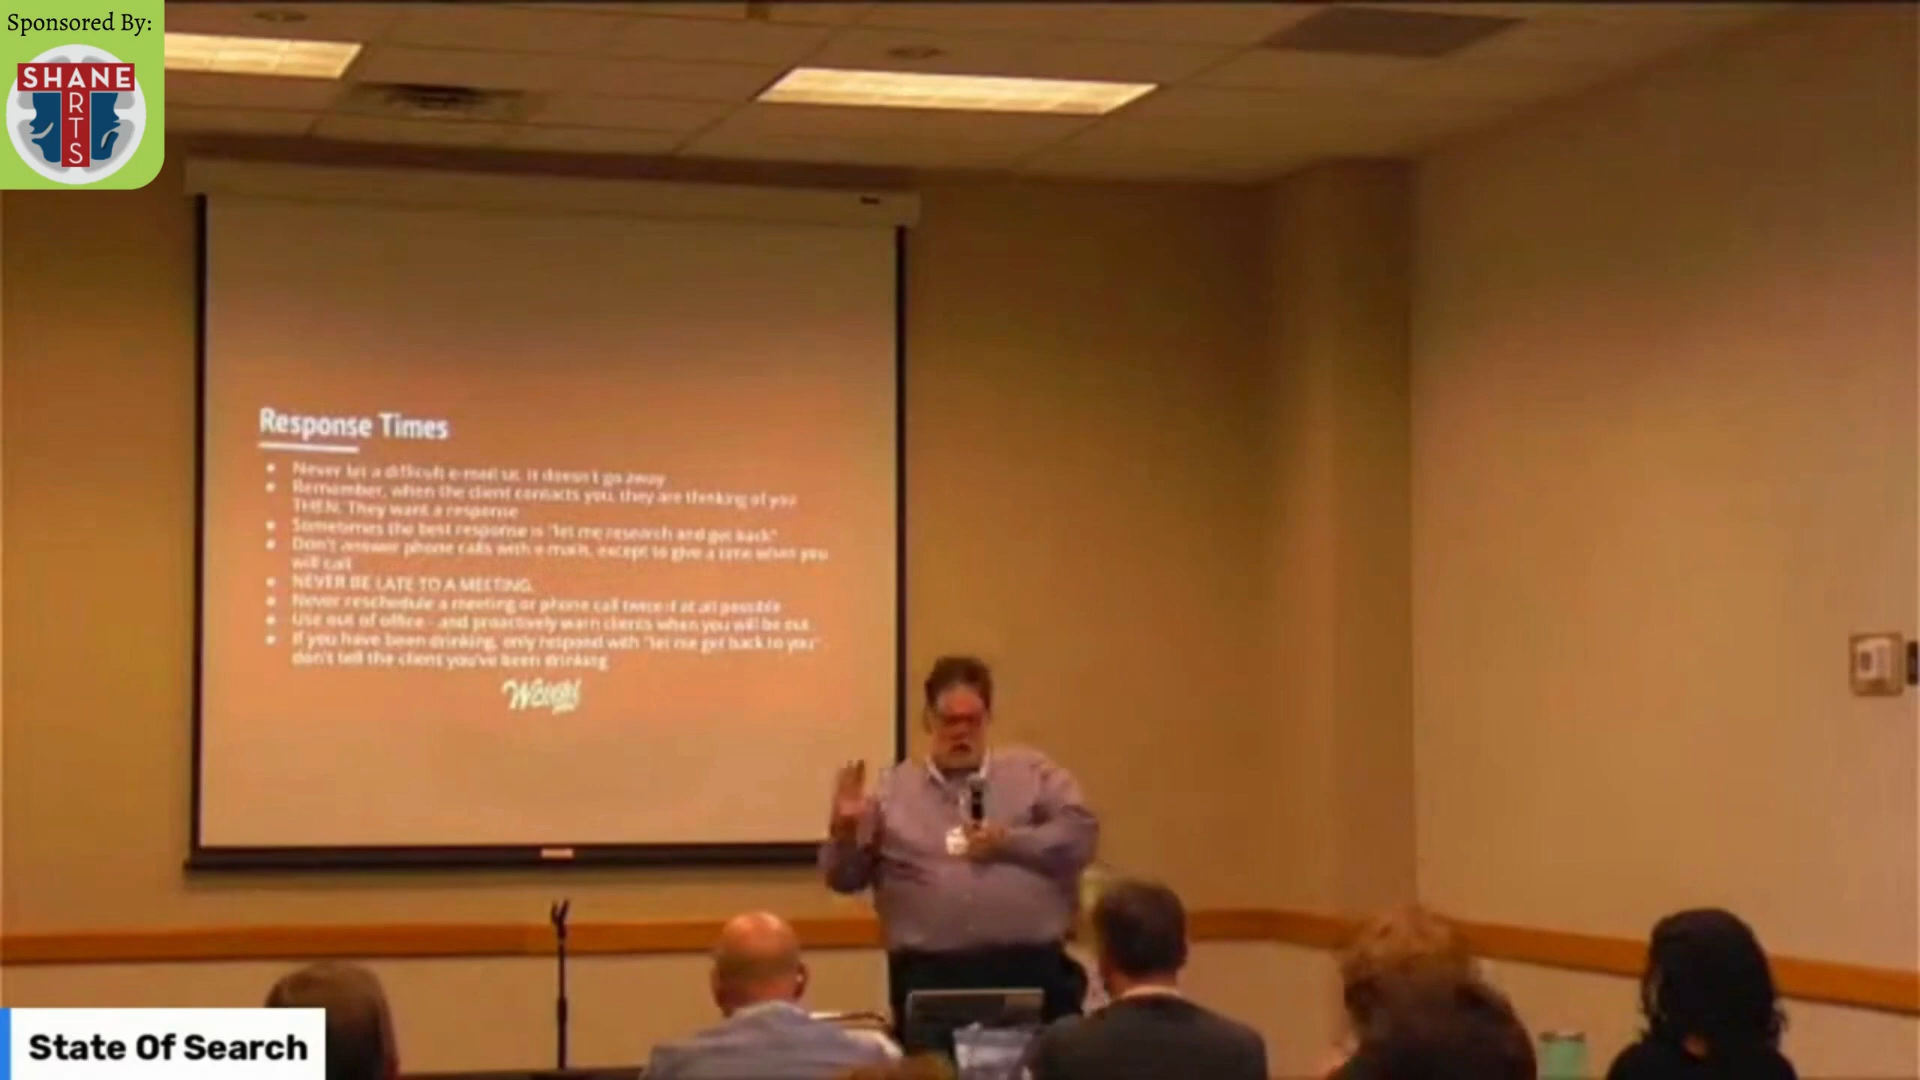 Sponsored By:
SHANE
ARTS
Response Times
Never let a difficult e-mail sit. It doesn't go away
Remember, when the client contacts you, they are thinking of you
THEN. They want a response
Sometimes the best response is "let me research and get back"
Don't answer phone calls with e-mails, except to give a time when you
will call
NEVER BE LATE TO A MEETING.
Never reschedule a meeting or phone call twice if at all possible
Use out of office - and proactively warn clients when you will be out
If you have been drinking, only respond with "let me get back to you" -
don't tell the client you've been drinking
State Of Search